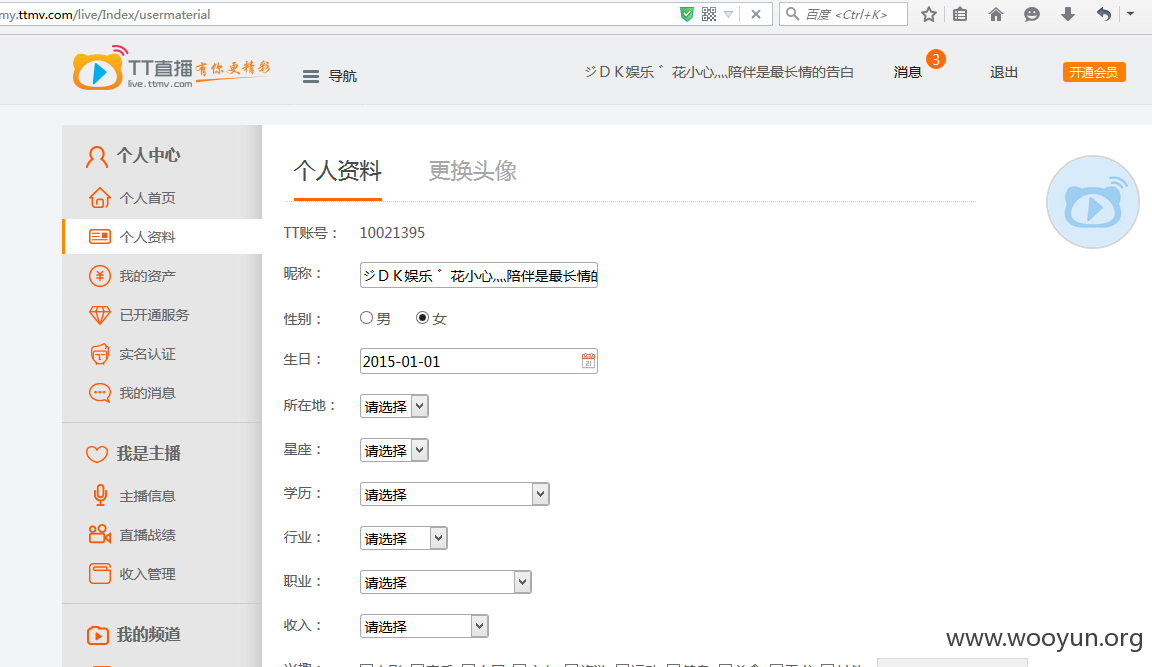 my.ttmv.com/live/Index/usermaterial
百度 <Ctrl+K>
TT直播 有你更精彩
live.ttmv.com
导航
ジＤＫ娱乐゛花小心灬陪伴是最长情的告白
消息 3
退出
开通会员
个人中心
个人首页
个人资料
我的资产
已开通服务
实名认证
我的消息
我是主播
主播信息
直播战绩
收入管理
我的频道
个人资料 更换头像
TT账号： 10021395
昵称： ジＤＫ娱乐゛花小心灬陪伴是最长情的
性别： 男 女
生日： 2015-01-01
所在地： 请选择
星座： 请选择
学历： 请选择
行业： 请选择
职业： 请选择
收入： 请选择
www.wooyun.org